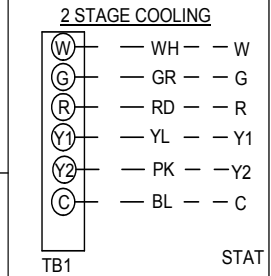 2 STAGE COOLING
W WH W
G GR G
R RD R
Y1 YL Y1
Y2 PK Y2
C BL C
TB1 STAT